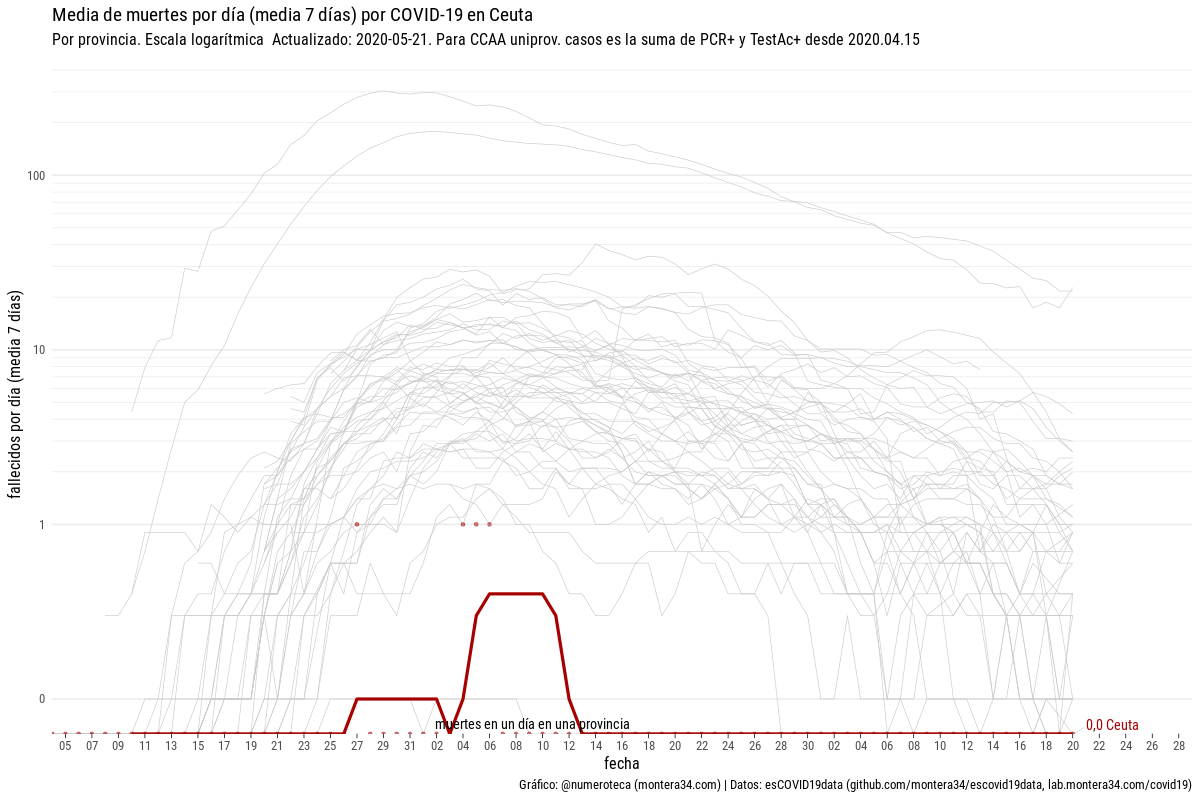 Media de muertes por día (media 7 días) por COVID-19 en Ceuta
Por provincia. Escala logarítmica  Actualizado: 2020-05-21. Para CCAA uniprov. casos es la suma de PCR+ y TestAc+ desde 2020.04.15
fallecidos por día (media  7 días)
100
10
1
0
muertes en un día en una provincia
0,0 Ceuta
05 07 09 11 13 15 17 19 21 23 25 27 29 31 02 04 06 08 10 12 14 16 18 20 22 24 26 28 30 02 04 06 08 10 12 14 16 18 20 22 24 26 28
fecha
Gráfico: @numeroteca (montera34.com) | Datos: esCOVID19data (github.com/montera34/escovid19data, lab.montera34.com/covid19)